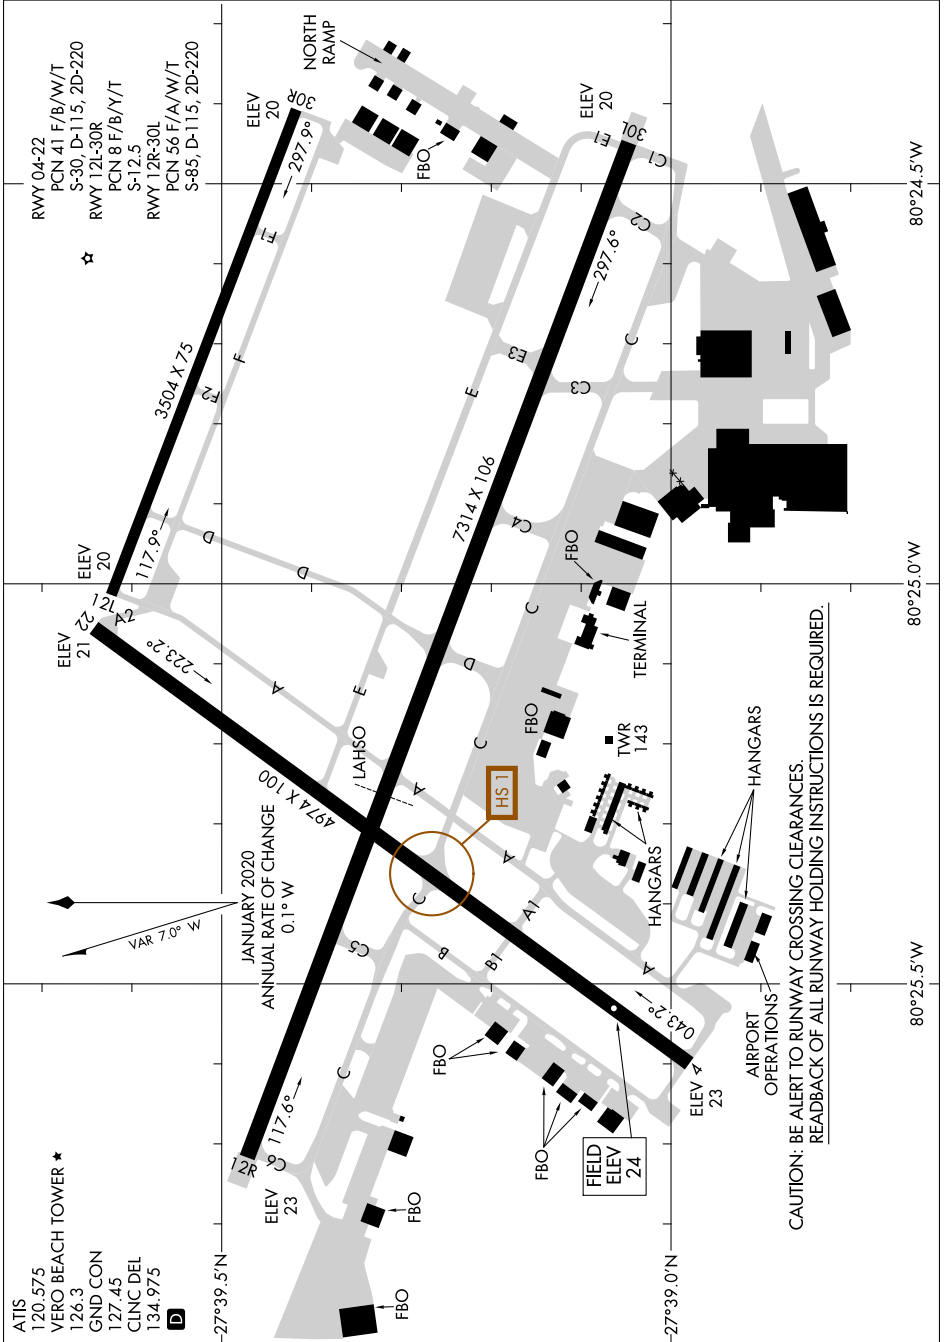 ATIS
120.575
VERO BEACH TOWER ★
126.3
GND CON
127.45
CLNC DEL
134.975
D
RWY 04-22
PCN 41 F/B/W/T
S-30, D-115, 2D-220
RWY 12L-30R
PCN 8 F/B/Y/T
S-12.5
RWY 12R-30L
PCN 56 F/A/W/T
S-85, D-115, 2D-220
VAR 7.0° W
JANUARY 2020
ANNUAL RATE OF CHANGE
0.1° W
NORTH
RAMP
ELEV
20
30R
297.9°
F1
F
3504 X 75
F2
D
117.9°
ELEV
20
12L
A2
22
ELEV
21
223.2°
A
D
E
E
E3
FBO
ELEV
20
30L
E1
C1
C2
297.6°
C
C3
7314 X 106
C4
C
D
C
LAHSO
4974 X 100
A
HS 1
C
A
A1
B
B1
A
C5
C
117.6°
12R
C6
ELEV
23
043.2°
4
ELEV
23
FIELD
ELEV
24
FBO
FBO
FBO
FBO
FBO
FBO
TERMINAL
TWR
143
HANGARS
HANGARS
AIRPORT
OPERATIONS
27°39.5'N
27°39.0'N
80°24.5'W
80°25.0'W
80°25.5'W
CAUTION: BE ALERT TO RUNWAY CROSSING CLEARANCES.
READBACK OF ALL RUNWAY HOLDING INSTRUCTIONS IS REQUIRED.